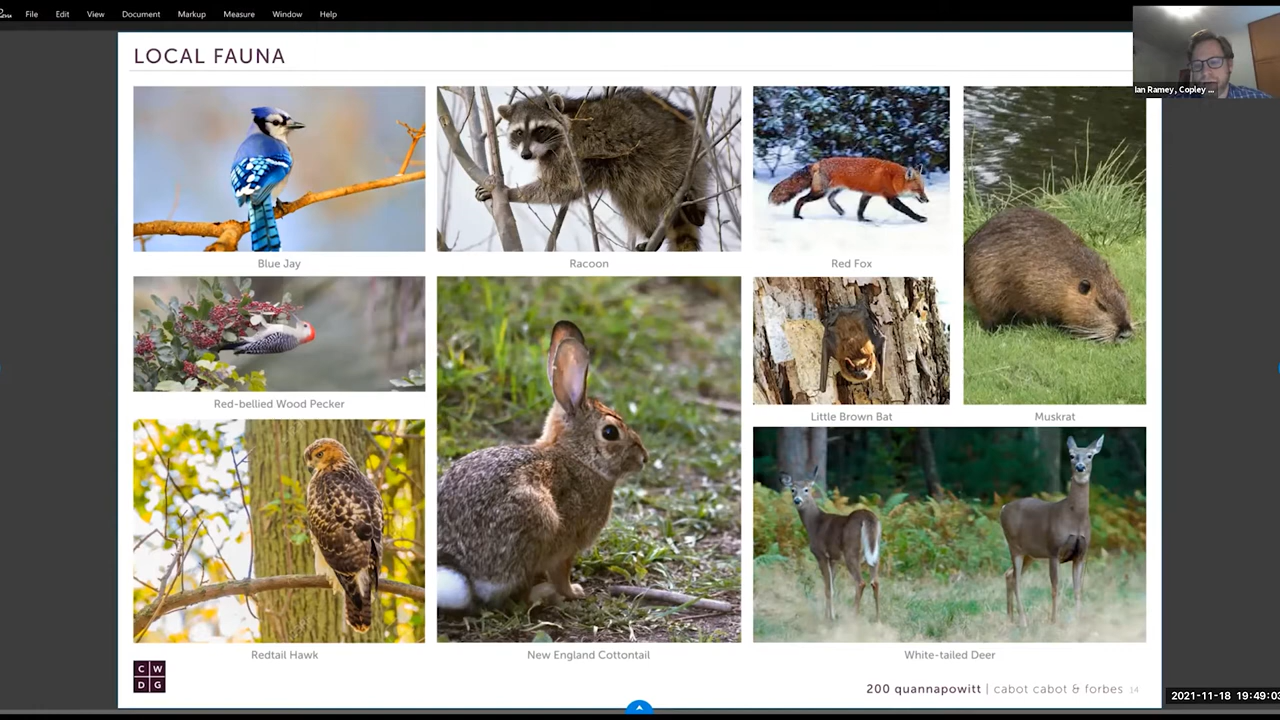 File Edit View Document Markup Measure Window Help
LOCAL FAUNA
Ian Ramey, Copley ...
Blue Jay
Racoon
Red Fox
Red-bellied Wood Pecker
Little Brown Bat
Muskrat
Redtail Hawk
New England Cottontail
White-tailed Deer
C W
D G
200 quannapowitt | cabot cabot & forbes 14
2021-11-18 19:49:03